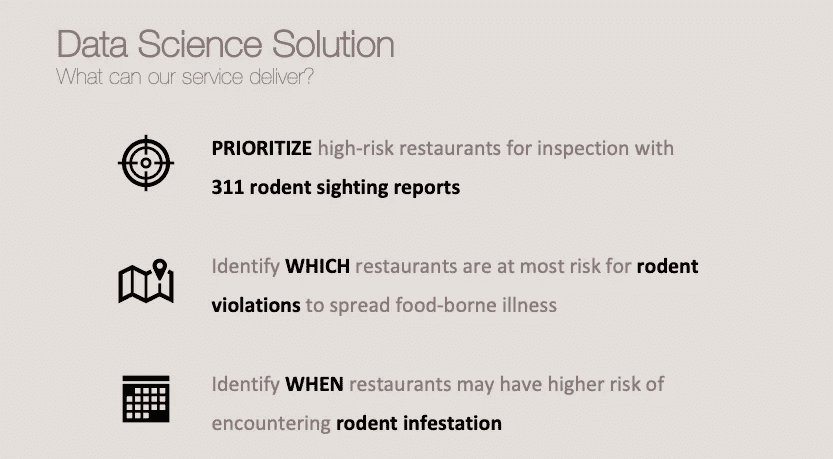 Data Science Solution
What can our service deliver?
PRIORITIZE high-risk restaurants for inspection with
311 rodent sighting reports
Identify WHICH restaurants are at most risk for rodent
violations to spread food-borne illness
Identify WHEN restaurants may have higher risk of
encountering rodent infestation